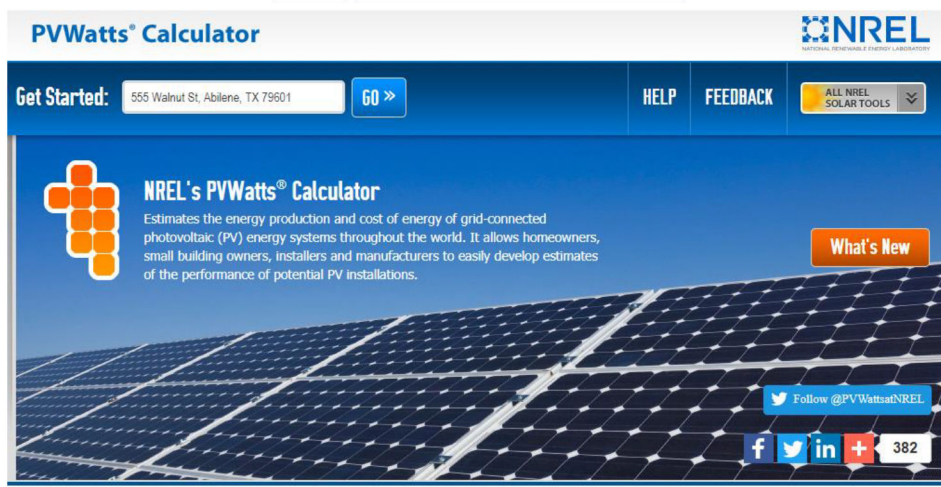 PVWatts® Calculator
NREL
NATIONAL RENEWABLE ENERGY LABORATORY
Get Started:
555 Walnut St, Abilene, TX 79601
GO »
HELP
FEEDBACK
ALL NREL
SOLAR TOOLS
NREL's PVWatts® Calculator
Estimates the energy production and cost of energy of grid-connected
photovoltaic (PV) energy systems throughout the world. It allows homeowners,
small building owners, installers and manufacturers to easily develop estimates
of the performance of potential PV installations.
What's New
Follow @PVWattsatNREL
f in + 382